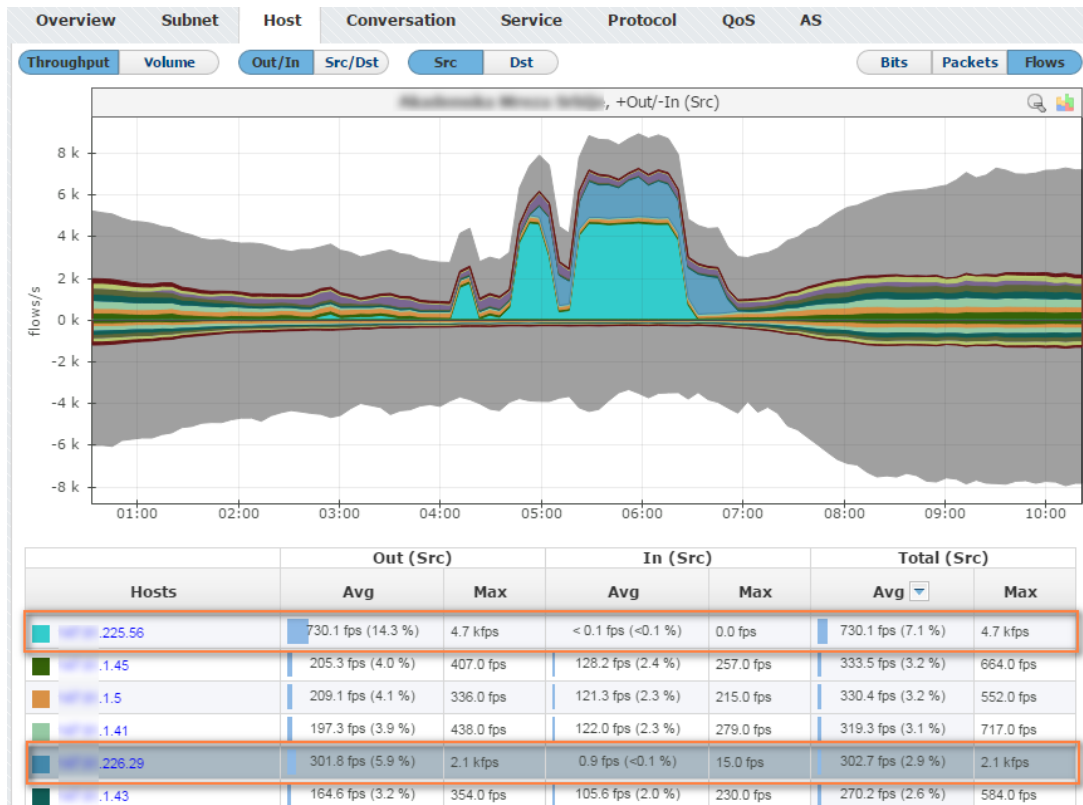 Overview Subnet Host Conversation Service Protocol QoS AS
Throughput Volume Out/In Src/Dst Src Dst Bits Packets Flows
, +Out/-In (Src)
8 k
6 k
4 k
2 k
0 k
-2 k
-4 k
-6 k
-8 k
flows/s
01:00 02:00 03:00 04:00 05:00 06:00 07:00 08:00 09:00 10:00
Out (Src) In (Src) Total (Src)
Hosts Avg Max Avg Max Avg Max
.225.56 730.1 fps (14.3 %) 4.7 kfps < 0.1 fps (<0.1 %) 0.0 fps 730.1 fps (7.1 %) 4.7 kfps
.1.45 205.3 fps (4.0 %) 407.0 fps 128.2 fps (2.4 %) 257.0 fps 333.5 fps (3.2 %) 664.0 fps
.1.5 209.1 fps (4.1 %) 336.0 fps 121.3 fps (2.3 %) 215.0 fps 330.4 fps (3.2 %) 552.0 fps
.1.41 197.3 fps (3.9 %) 438.0 fps 122.0 fps (2.3 %) 279.0 fps 319.3 fps (3.1 %) 717.0 fps
.226.29 301.8 fps (5.9 %) 2.1 kfps 0.9 fps (<0.1 %) 15.0 fps 302.7 fps (2.9 %) 2.1 kfps
.1.43 164.6 fps (3.2 %) 354.0 fps 105.6 fps (2.0 %) 230.0 fps 270.2 fps (2.6 %) 584.0 fps